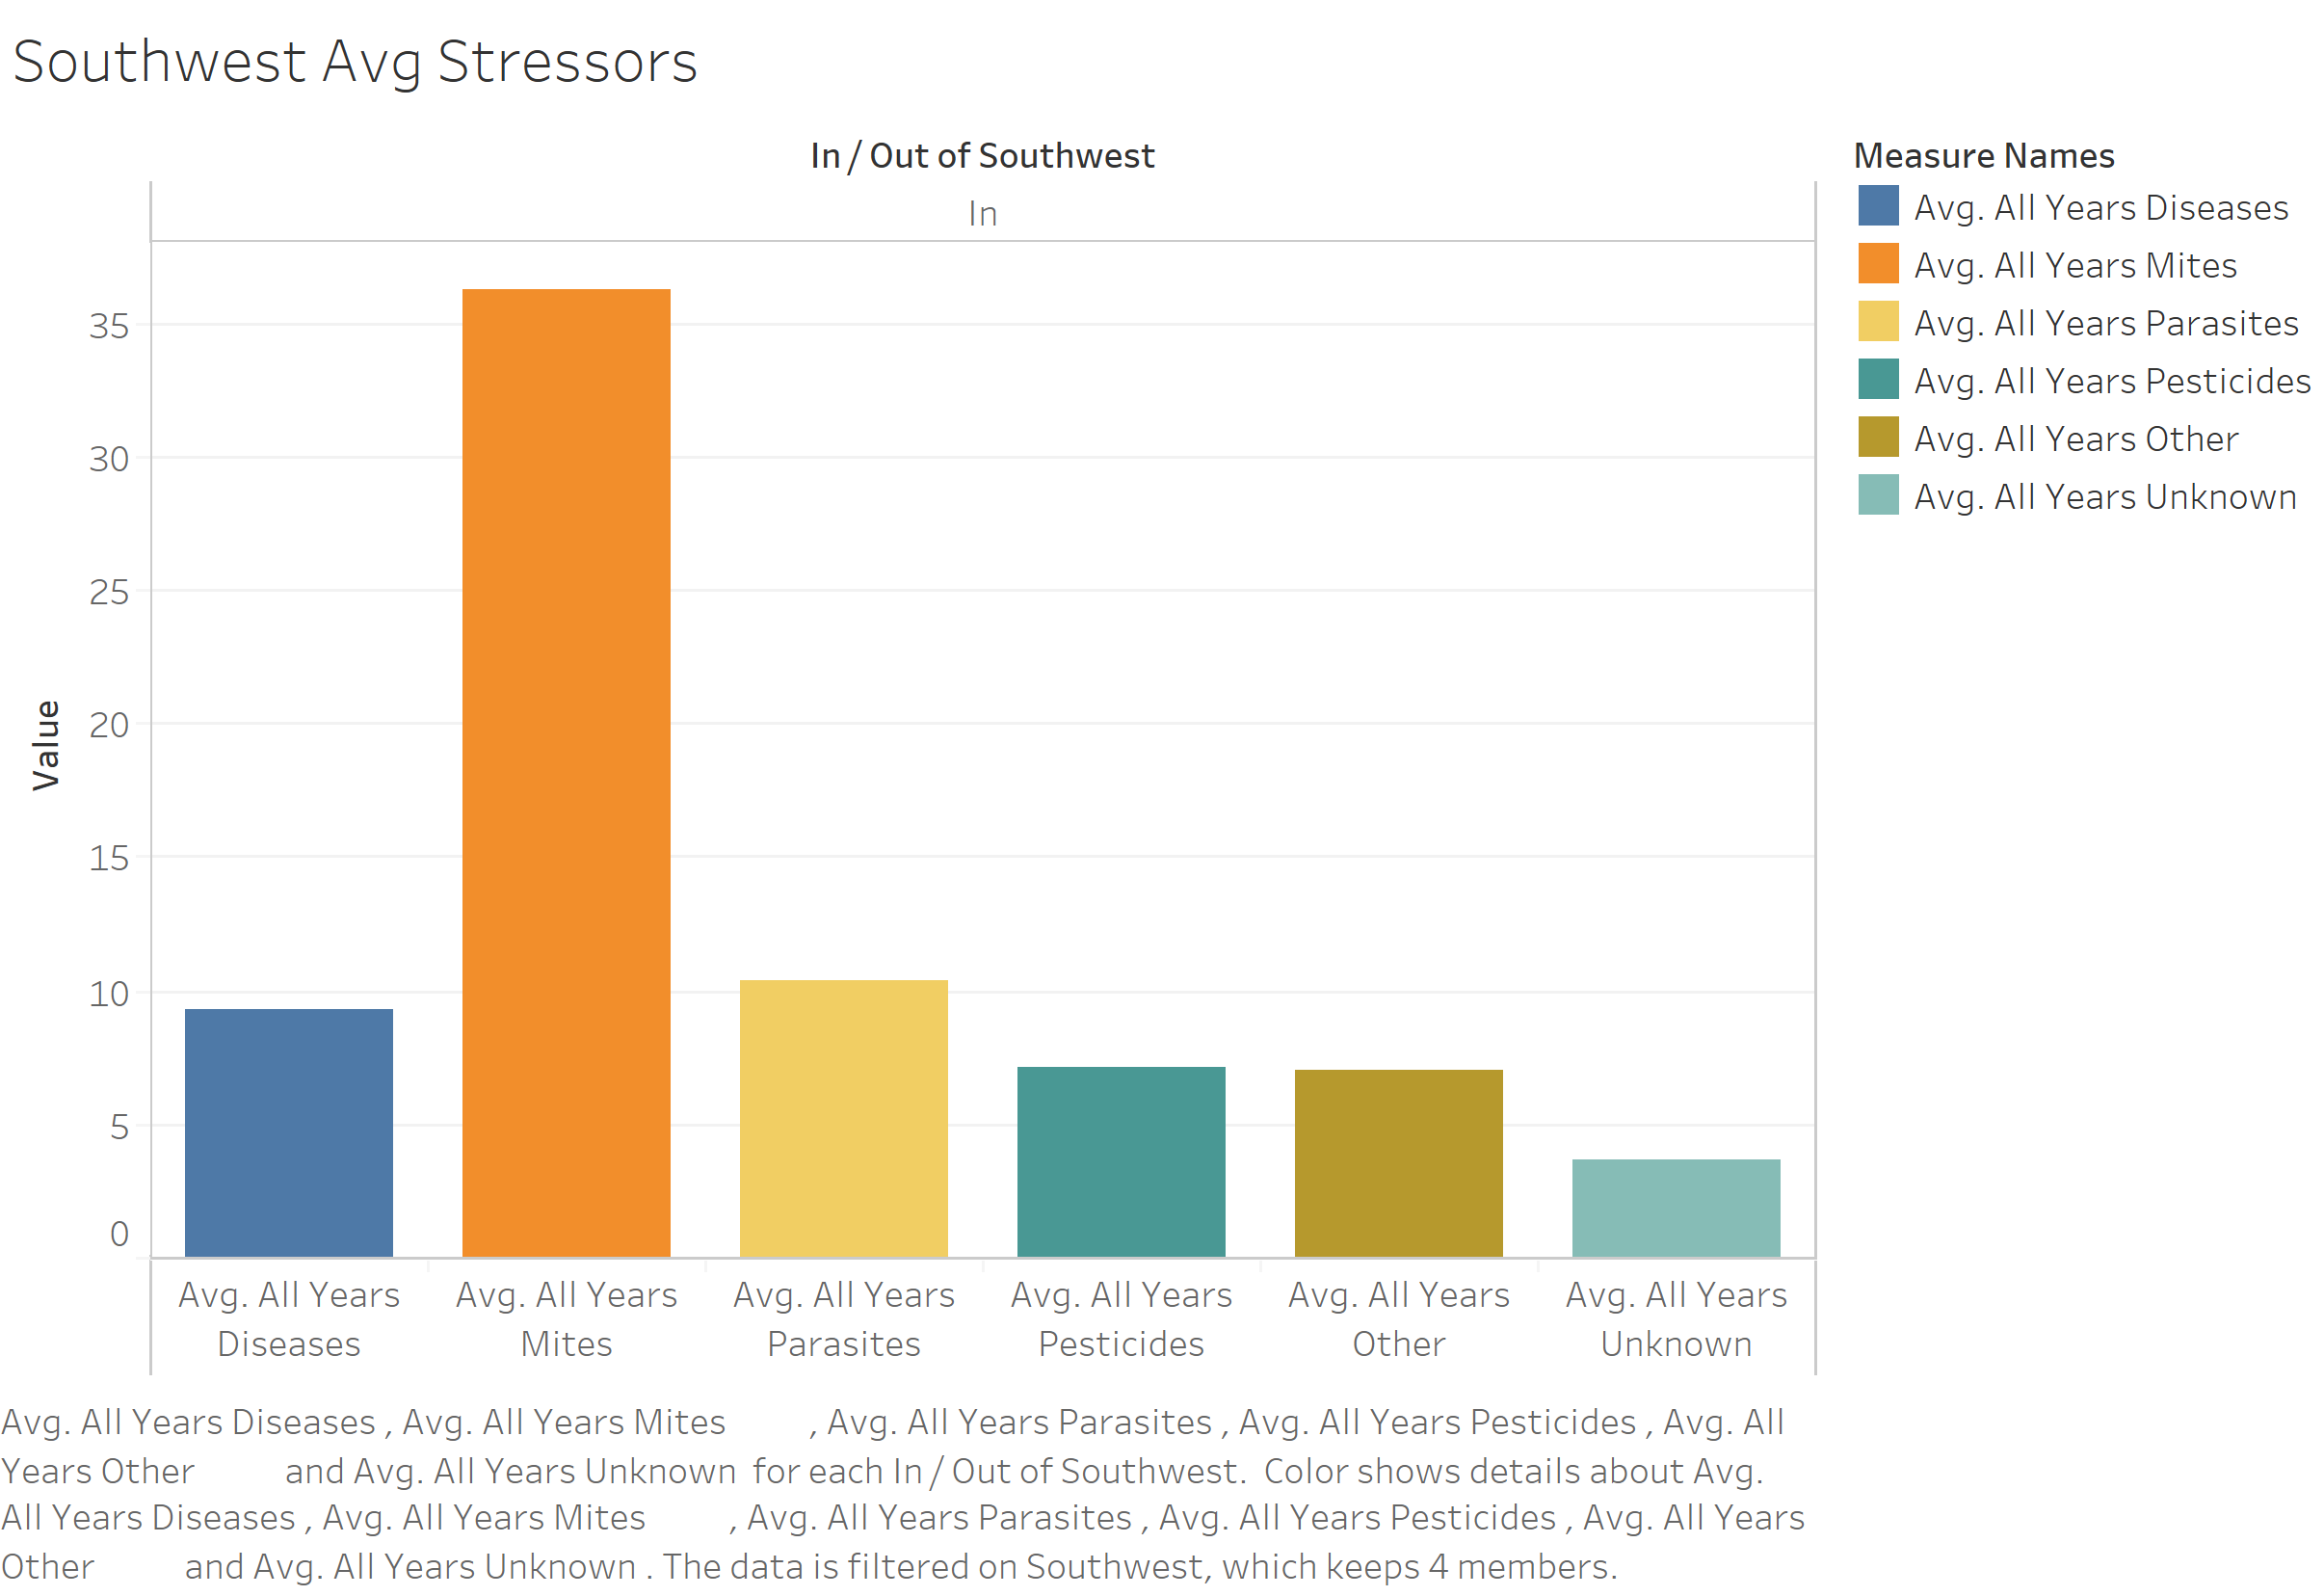 Southwest Avg Stressors
In / Out of Southwest
In
Measure Names
Avg. All Years Diseases
Avg. All Years Mites
Avg. All Years Parasites
Avg. All Years Pesticides
Avg. All Years Other
Avg. All Years Unknown
Value
35
30
25
20
15
10
5
0
Avg. All Years
Diseases
Avg. All Years
Mites
Avg. All Years
Parasites
Avg. All Years
Pesticides
Avg. All Years
Other
Avg. All Years
Unknown
Avg. All Years Diseases , Avg. All Years Mites , Avg. All Years Parasites , Avg. All Years Pesticides , Avg. All
Years Other and Avg. All Years Unknown for each In / Out of Southwest. Color shows details about Avg.
All Years Diseases , Avg. All Years Mites , Avg. All Years Parasites , Avg. All Years Pesticides , Avg. All Years
Other and Avg. All Years Unknown . The data is filtered on Southwest, which keeps 4 members.